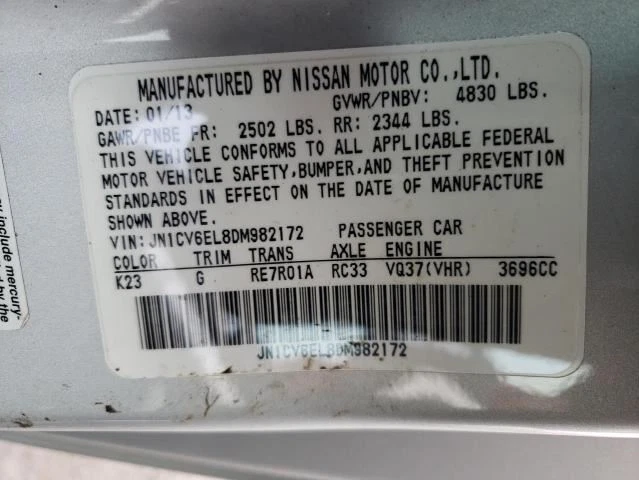 MANUFACTURED BY NISSAN MOTOR CO.,LTD.
DATE: 01/13 GVWR/PNBV: 4830 LBS.
GAWR/PNBE FR: 2502 LBS. RR: 2344 LBS.
THIS VEHICLE CONFORMS TO ALL APPLICABLE FEDERAL
MOTOR VEHICLE SAFETY,BUMPER,AND THEFT PREVENTION
STANDARDS IN EFFECT ON THE DATE OF MANUFACTURE
SHOWN ABOVE.
VIN: JN1CV6EL8DM982172 PASSENGER CAR
COLOR TRIM TRANS AXLE ENGINE
K23 G RE7R01A RC33 VQ37(VHR) 3696CC
JN1CV6EL8DM982172
include mercury-
by the